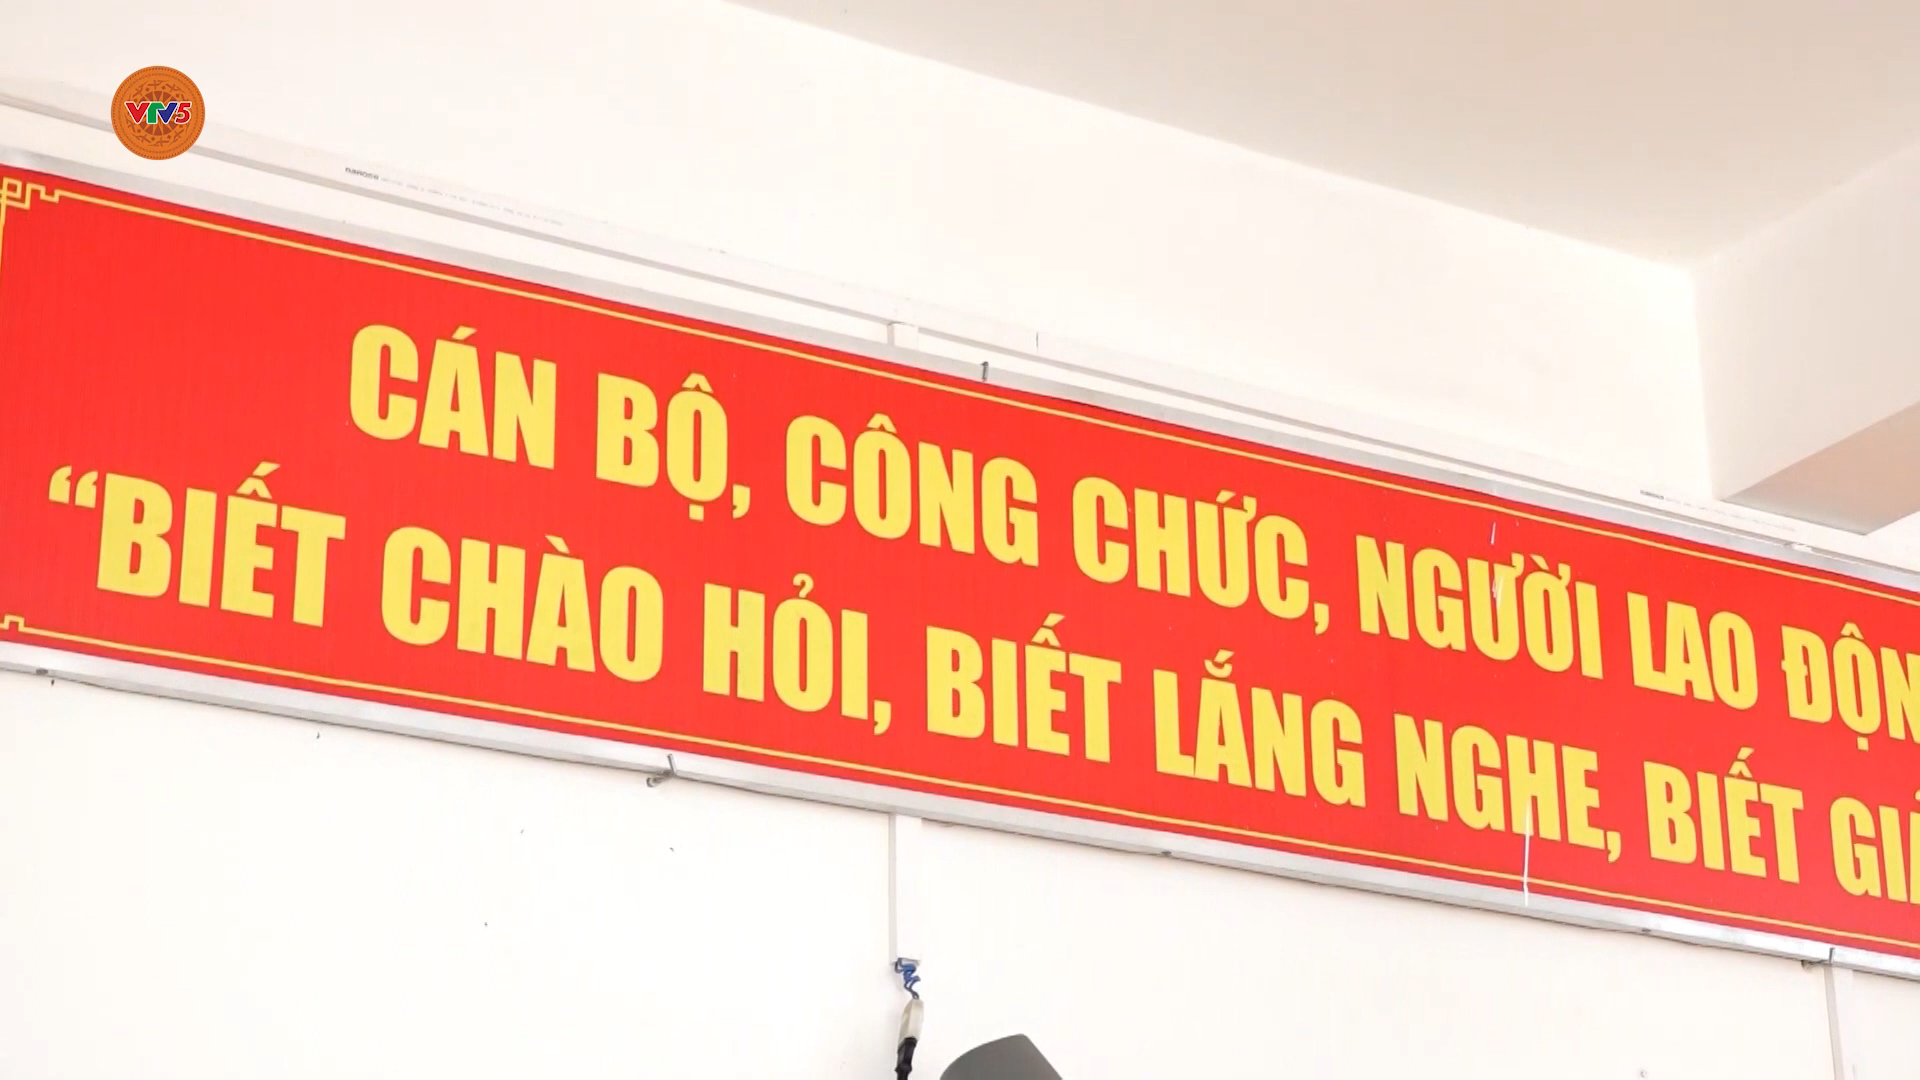 VTV5
CÁN BỘ, CÔNG CHỨC, NGƯỜI LAO ĐỘN
“BIẾT CHÀO HỎI, BIẾT LẮNG NGHE, BIẾT GI